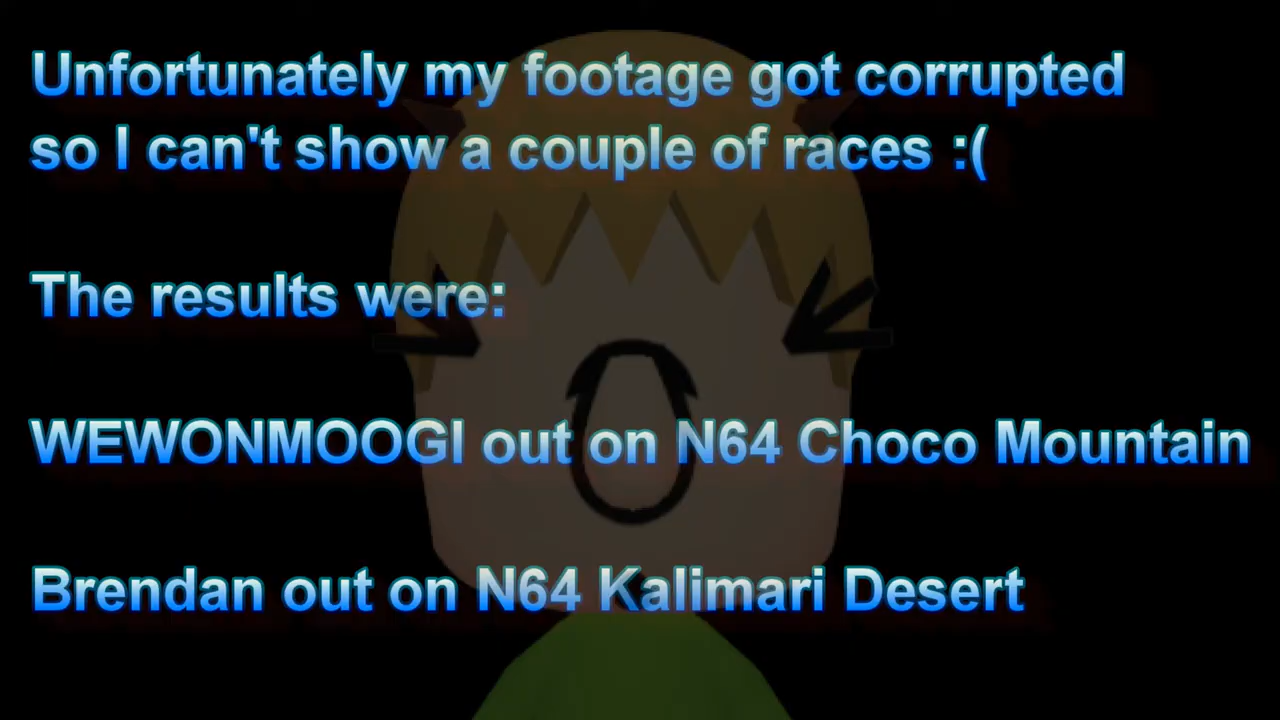 Unfortunately my footage got corrupted
so I can't show a couple of races :(
The results were:
WEWONMOOGI out on N64 Choco Mountain
Brendan out on N64 Kalimari Desert